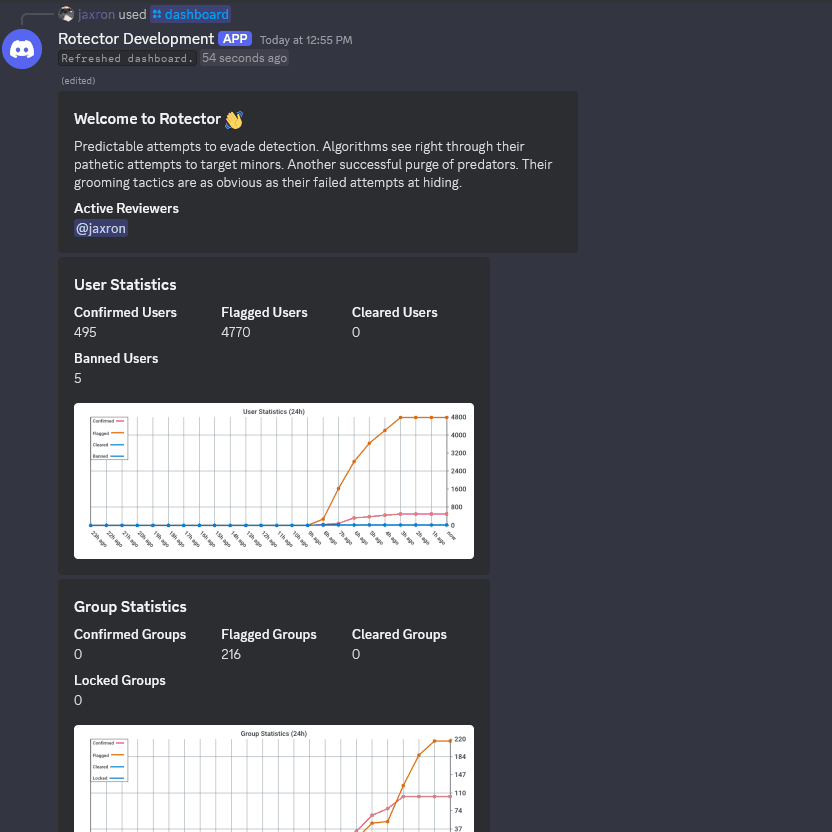 jaxron used dashboard
Rotector Development APP Today at 12:55 PM
Refreshed dashboard. 54 seconds ago
(edited)
Welcome to Rotector 👋
Predictable attempts to evade detection. Algorithms see right through their
pathetic attempts to target minors. Another successful purge of predators. Their
grooming tactics are as obvious as their failed attempts at hiding.
Active Reviewers
@jaxron
User Statistics
Confirmed Users Flagged Users Cleared Users
495 4770 0
Banned Users
5
User Statistics (24h)
Confirmed
Flagged
Cleared
Banned
4800
4000
3200
2400
1600
800
0
23h ago 22h ago 21h ago 20h ago 19h ago 18h ago 17h ago 16h ago 15h ago 14h ago 13h ago 12h ago 11h ago 10h ago 9h ago 8h ago 7h ago 6h ago 5h ago 4h ago 3h ago 2h ago 1h ago now
Group Statistics
Confirmed Groups Flagged Groups Cleared Groups
0 216 0
Locked Groups
0
Group Statistics (24h)
Confirmed
Flagged
Cleared
Locked
220
184
147
110
74
37